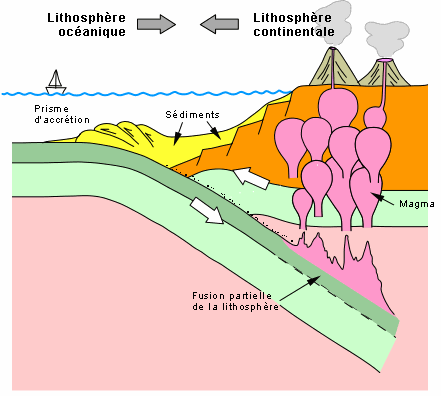 Lithosphère
océanique
Lithosphère
continentale
Prisme
d'accrétion
Sédiments
Magma
Fusion partielle
de la lithosphère